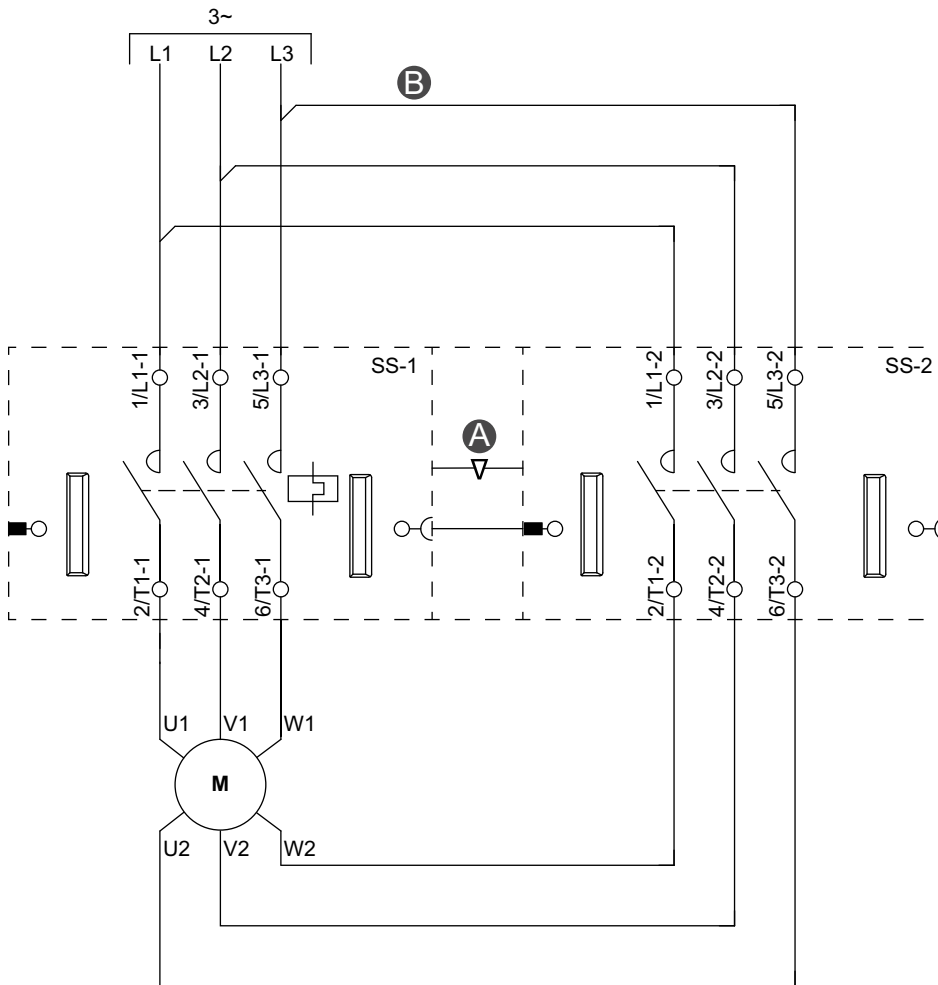 3~
L1 L2 L3
B
SS-1
SS-2
1/L1-1 3/L2-1 5/L3-1
1/L1-2 3/L2-2 5/L3-2
A
2/T1-1 4/T2-1 6/T3-1
2/T1-2 4/T2-2 6/T3-2
U1 V1 W1
M
U2 V2 W2